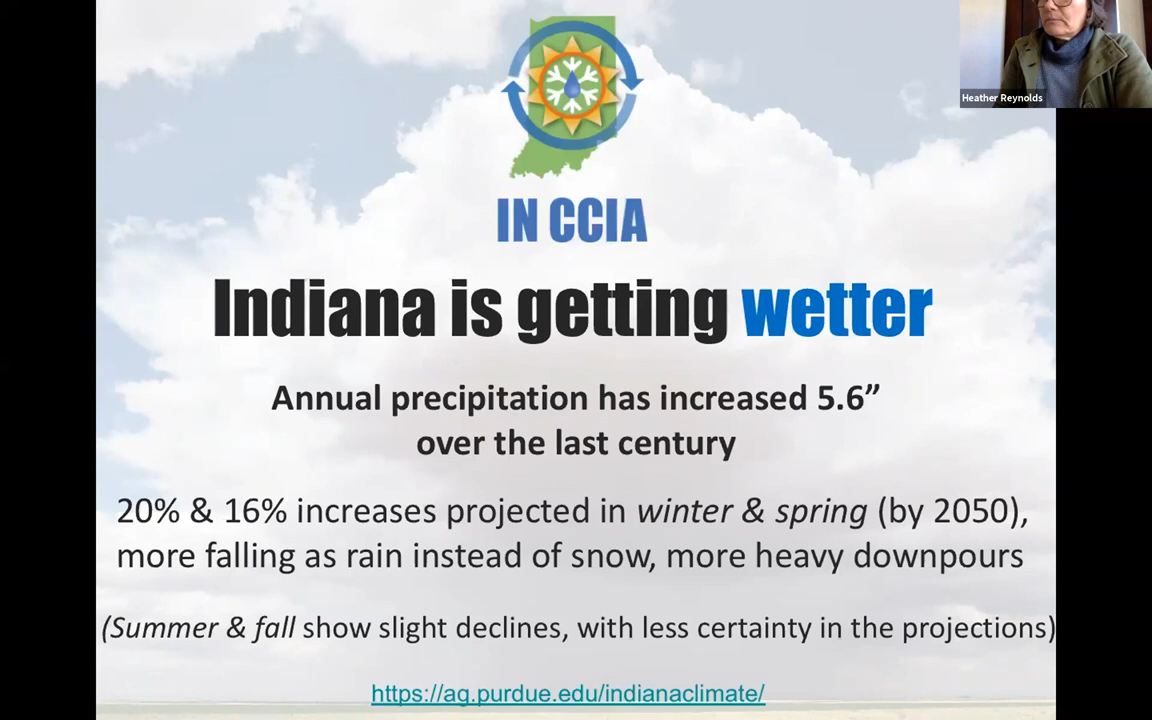 Heather Reynolds
IN CCIA
Indiana is getting wetter
Annual precipitation has increased 5.6”
over the last century
20% & 16% increases projected in winter & spring (by 2050),
more falling as rain instead of snow, more heavy downpours
(Summer & fall show slight declines, with less certainty in the projections)
https://ag.purdue.edu/indianaclimate/